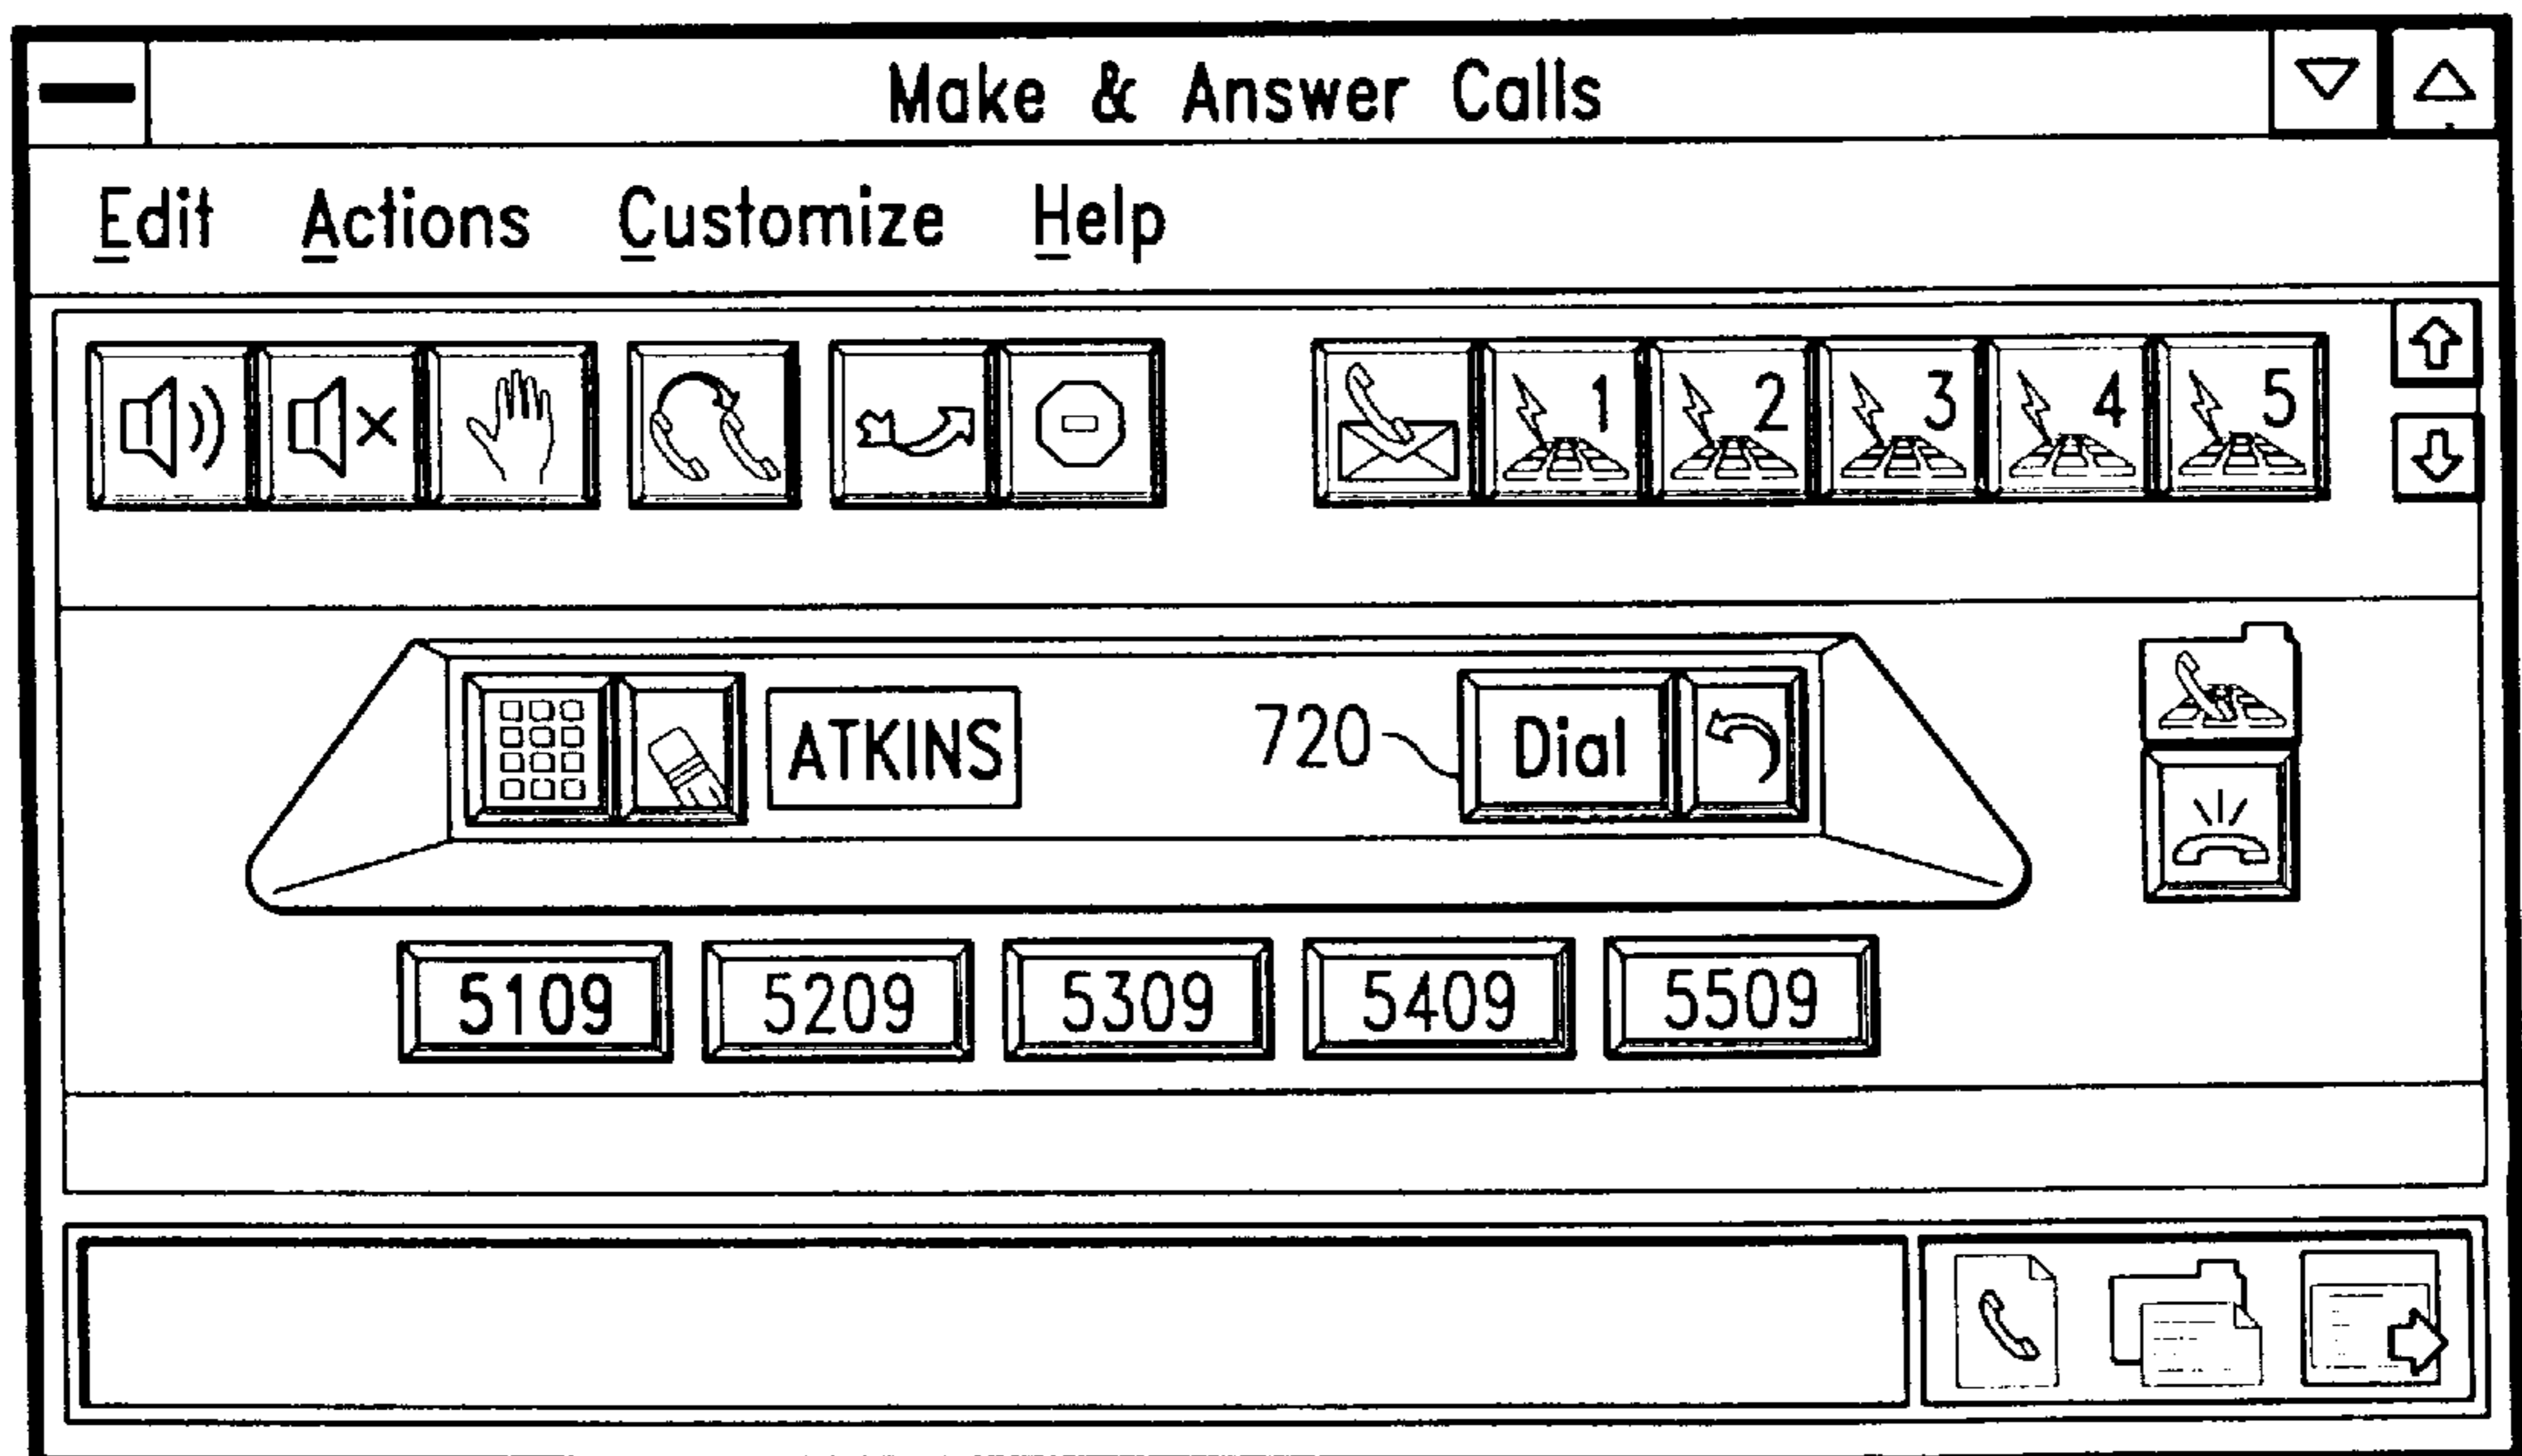 Make & Answer Calls
Edit Actions Customize Help
1 2 3 4 5
ATKINS 720 Dial
5109 5209 5309 5409 5509